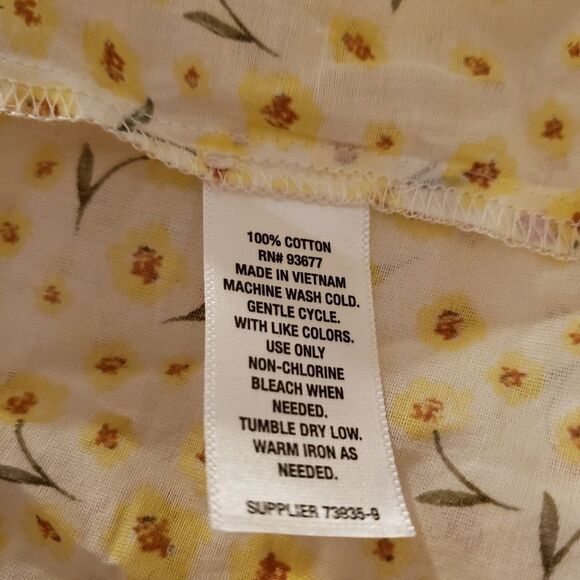 100% COTTON
RN# 93677
MADE IN VIETNAM
MACHINE WASH COLD.
GENTLE CYCLE.
WITH LIKE COLORS.
USE ONLY
NON-CHLORINE
BLEACH WHEN
NEEDED.
TUMBLE DRY LOW.
WARM IRON AS
NEEDED.
SUPPLIER 73935-9